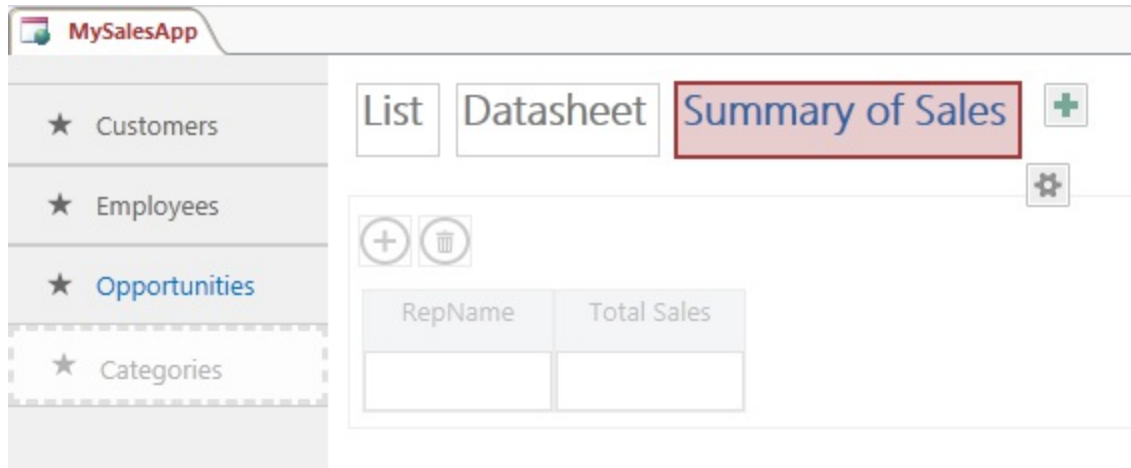 MySalesApp
Customers
Employees
Opportunities
Categories
List Datasheet Summary of Sales
RepName Total Sales